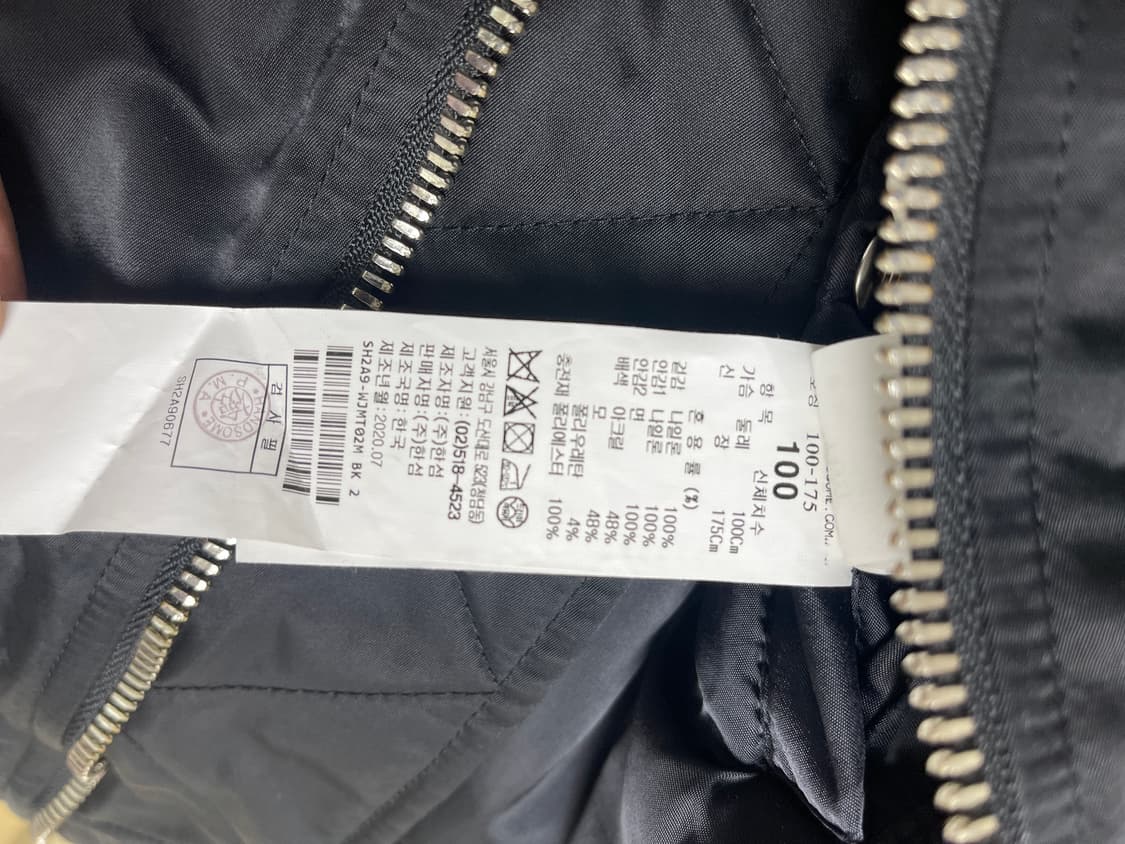 100-175
100
항 목 신체치수
가슴 둘레 100Cm
신 장 175Cm
혼 용 률 (%)
겉감 나일론 100%
안감1 나일론 100%
안감2 면 100%
배색 아크릴 48%
모 48%
폴리우레탄 4%
충전재 폴리에스터 100%
고객지원:(02)518-4523
제조자명:(주)한섬
판매자명:(주)한섬
제조국명:한국
제조년월:2020.07
SH2A9-WJMT02M BK 2
검 사 필
HANDSOME
P.M.A
SH2A90677